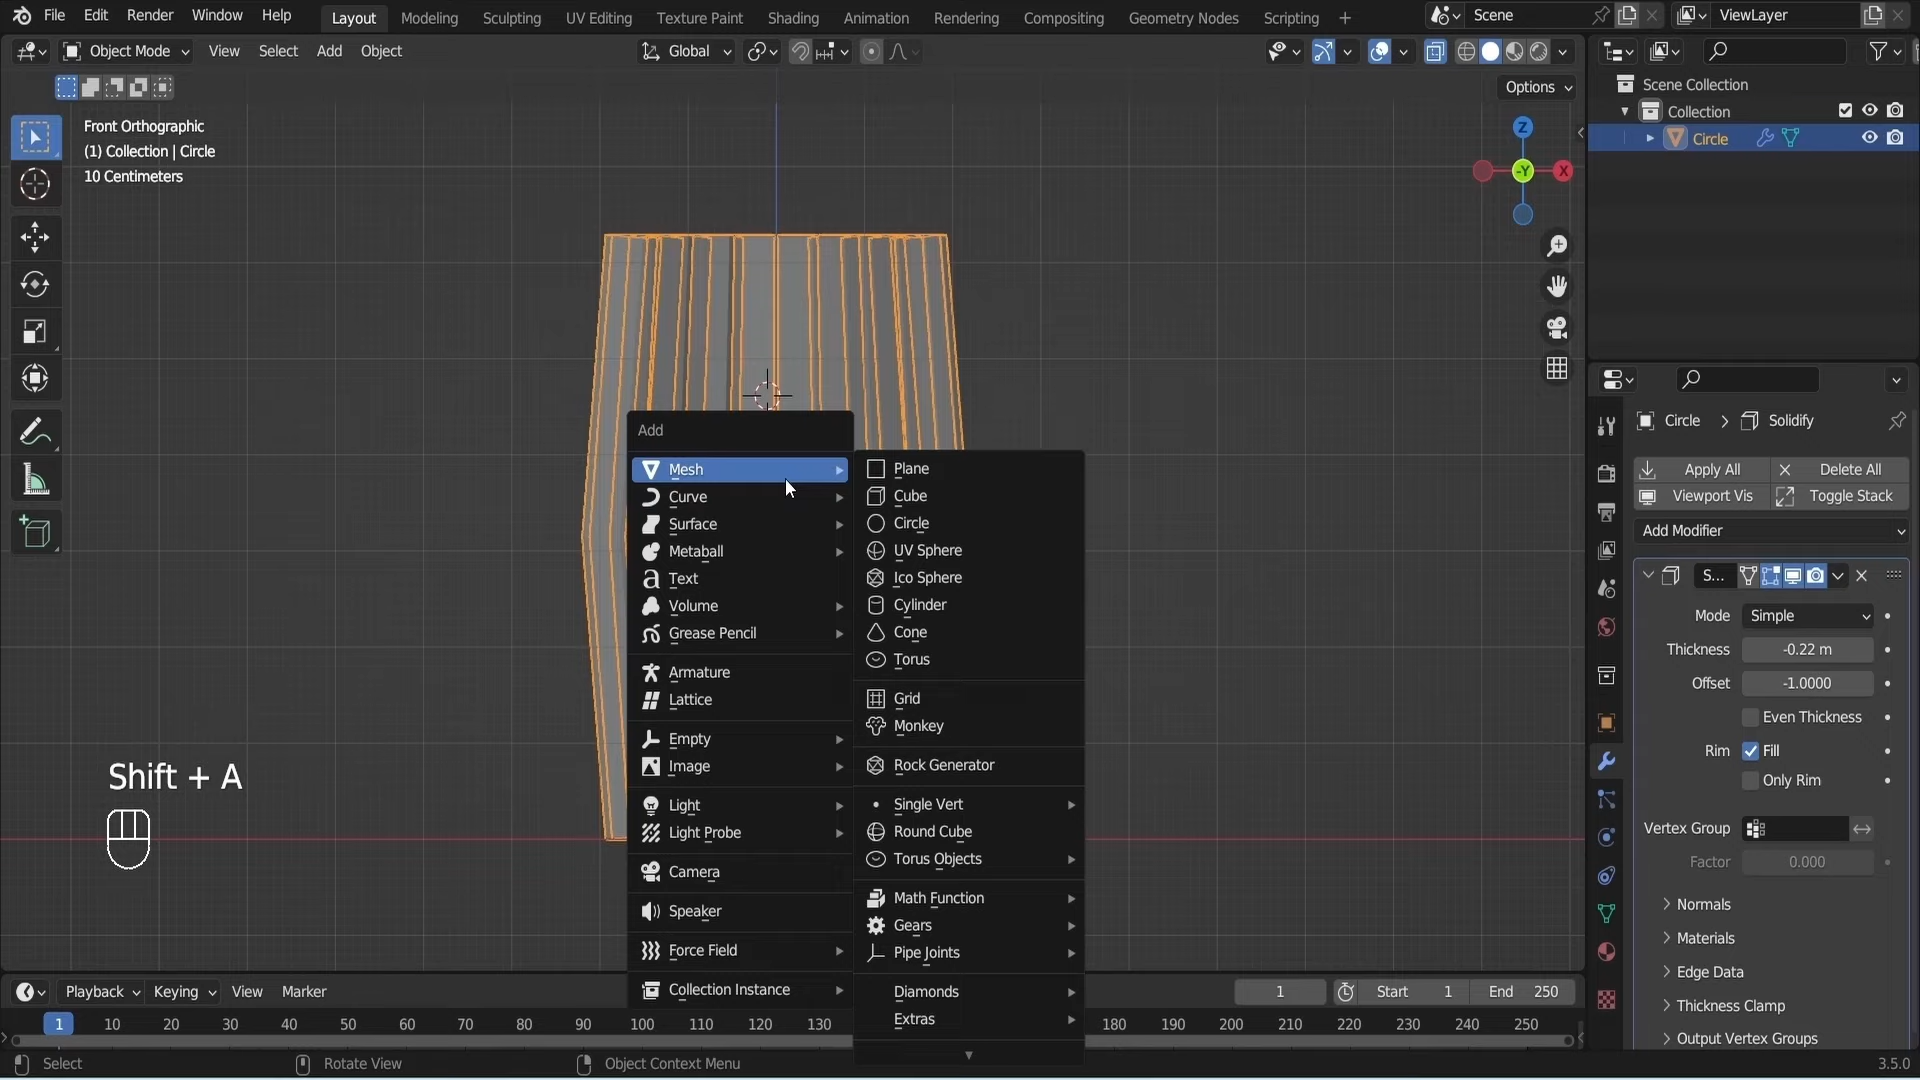 File Edit Render Window Help Layout Modeling Sculpting UV Editing Texture Paint Shading Animation Rendering Compositing Geometry Nodes Scripting + Scene ViewLayer
Object Mode View Select Add Object Global
Options
Front Orthographic
(1) Collection | Circle
10 Centimeters
Z
-Y X
Scene Collection
Collection
Circle
Circle > Solidify
Apply All Delete All
Viewport Vis Toggle Stack
Add Modifier
S...
Mode Simple
Thickness -0.22 m
Offset -1.0000
Even Thickness
Rim Fill
Only Rim
Vertex Group
Factor 0.000
Normals
Materials
Edge Data
Thickness Clamp
Output Vertex Groups
Add
Mesh
Curve
Surface
Metaball
Text
Volume
Grease Pencil
Armature
Lattice
Empty
Image
Light
Light Probe
Camera
Speaker
Force Field
Collection Instance
Plane
Cube
Circle
UV Sphere
Ico Sphere
Cylinder
Cone
Torus
Grid
Monkey
Rock Generator
Single Vert
Round Cube
Torus Objects
Math Function
Gears
Pipe Joints
Diamonds
Extras
Shift + A
Playback Keying View Marker 1 Start 1 End 250
1 10 20 30 40 50 60 70 80 90 100 110 120 130 180 190 200 210 220 230 240 250
Select Rotate View Object Context Menu 3.5.0